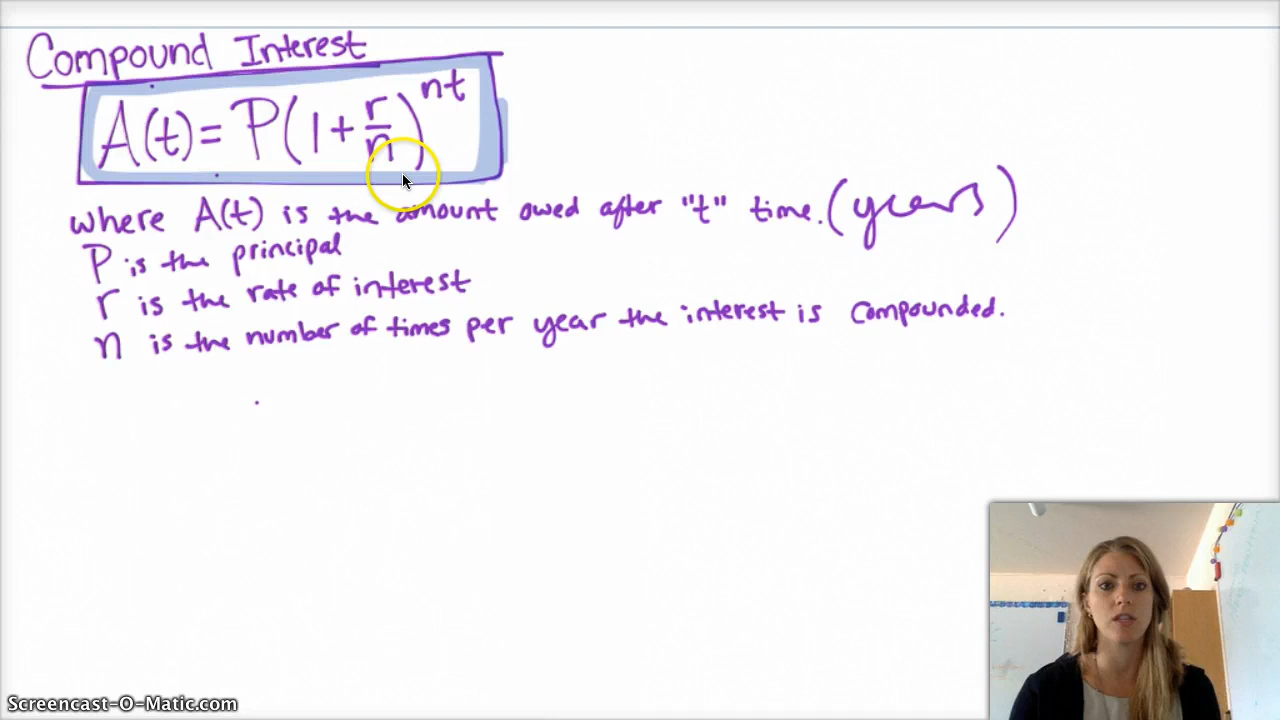 Compound Interest
A(t) = P(1 + r/n)^nt
where A(t) is the amount owed after "t" time. (years)
P is the principal
r is the rate of interest
n is the number of times per year the interest is compounded.
Screencast-O-Matic.com